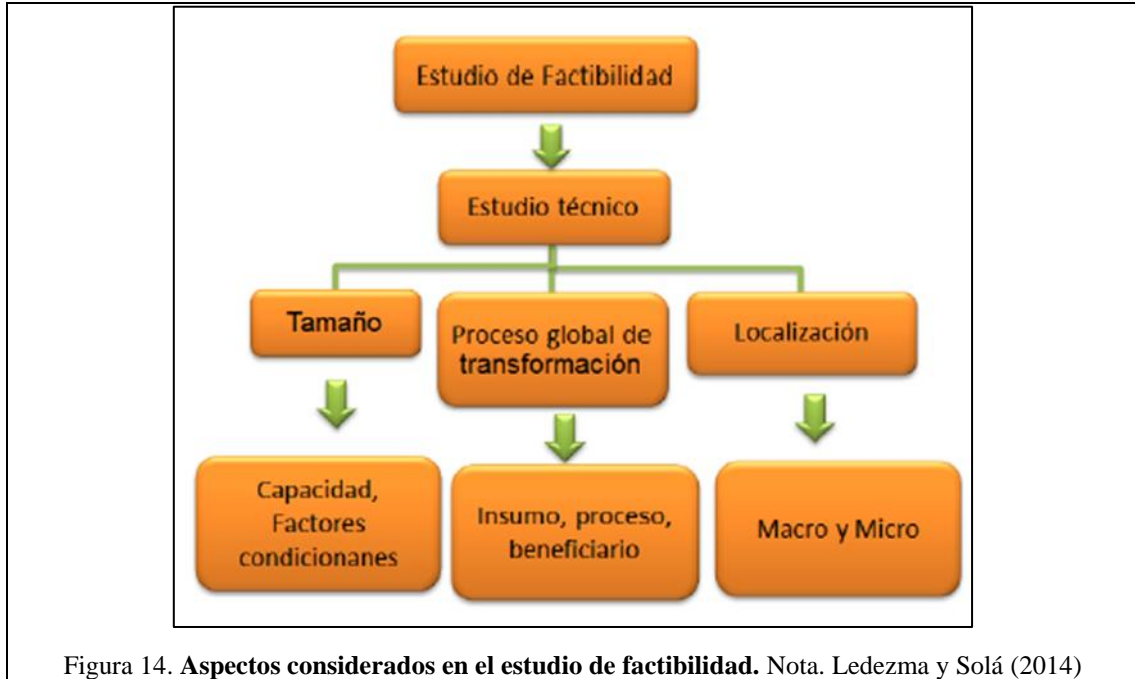 Estudio de Factibilidad
Estudio técnico
Tamaño
Proceso global de
transformación
Localización
Capacidad,
Factores
condicionanes
Insumo, proceso,
beneficiario
Macro y Micro
Figura 14. Aspectos considerados en el estudio de factibilidad. Nota. Ledezma y Solá (2014)